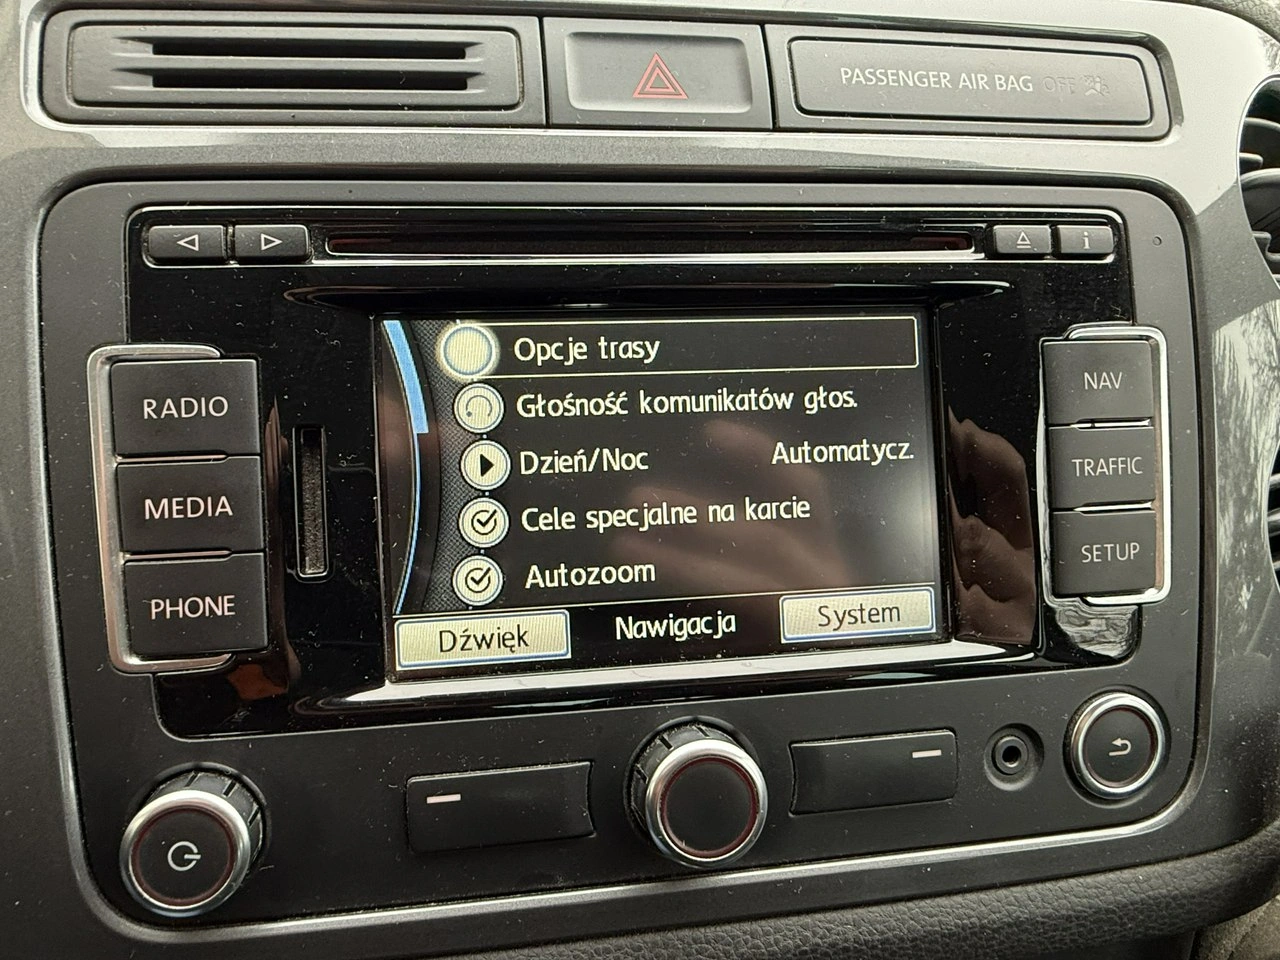 PASSENGER AIR BAG OFF
i
RADIO
MEDIA
PHONE
Opcje trasy
Głośność komunikatów głos.
Dzień/Noc Automatycz.
Cele specjalne na karcie
Autozoom
Dźwięk Nawigacja System
NAV
TRAFFIC
SETUP